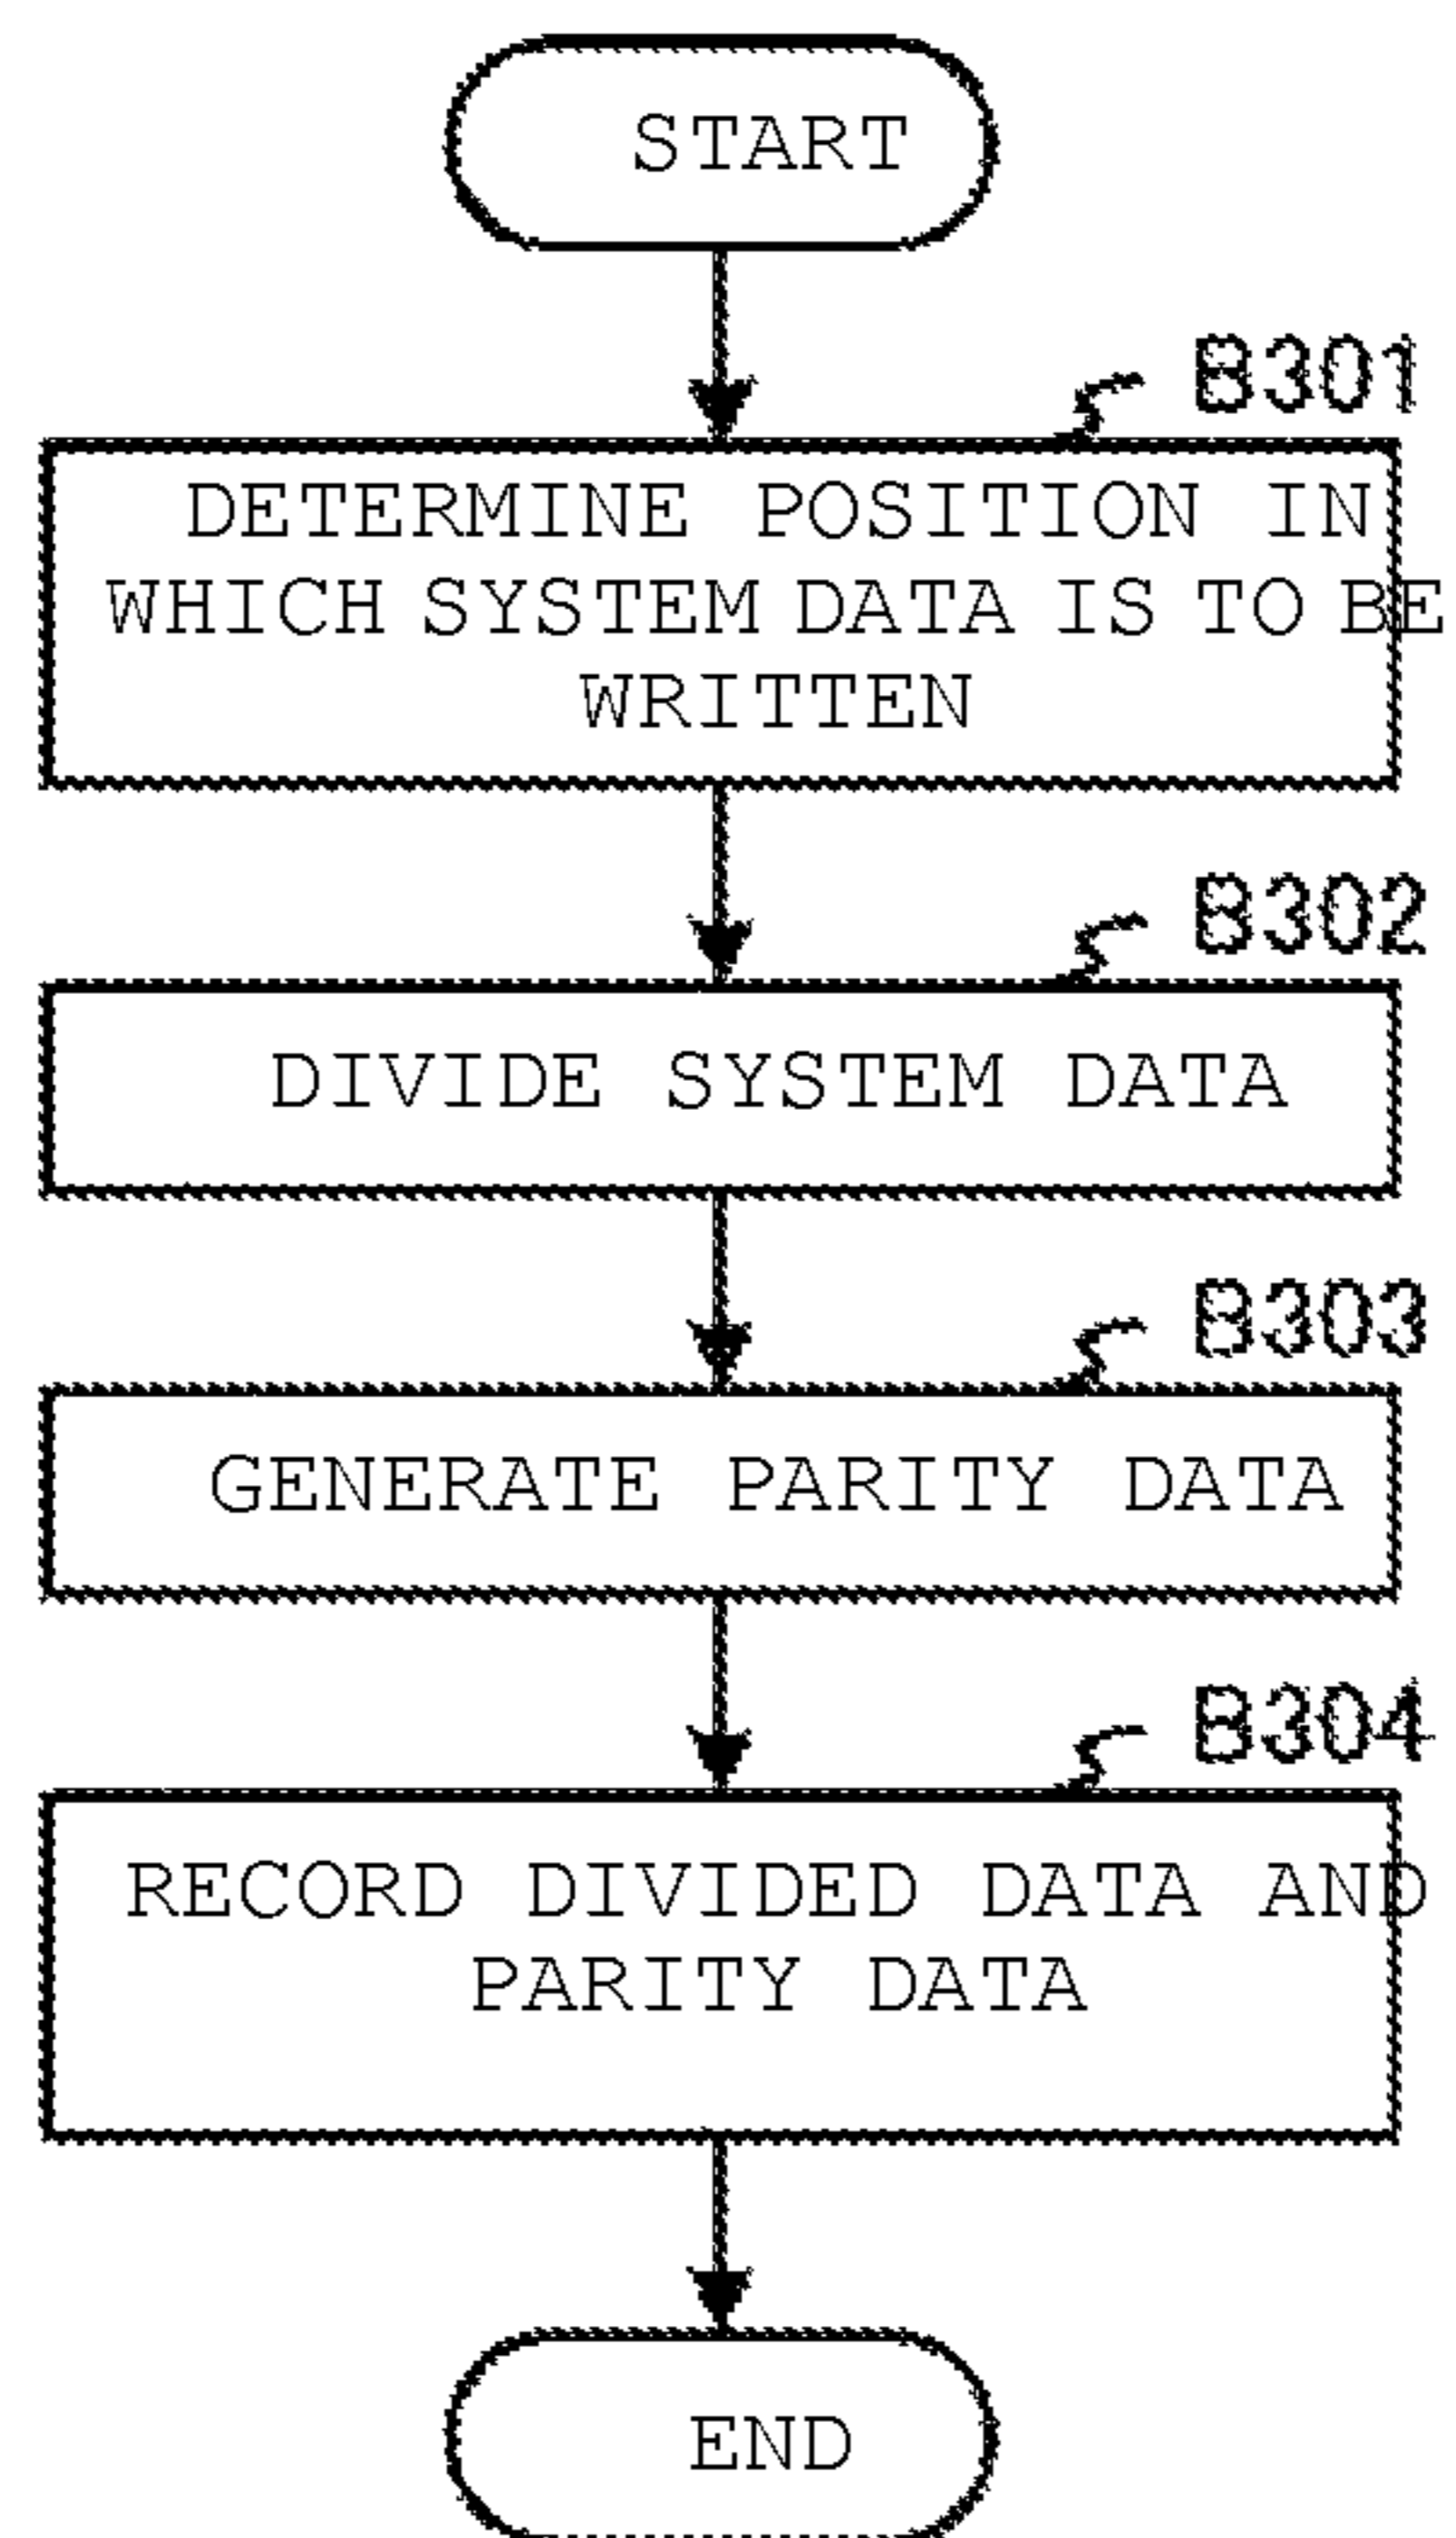 START
B301
DETERMINE POSITION IN
WHICH SYSTEM DATA IS TO BE
WRITTEN
B302
DIVIDE SYSTEM DATA
B303
GENERATE PARITY DATA
B304
RECORD DIVIDED DATA AND
PARITY DATA
END